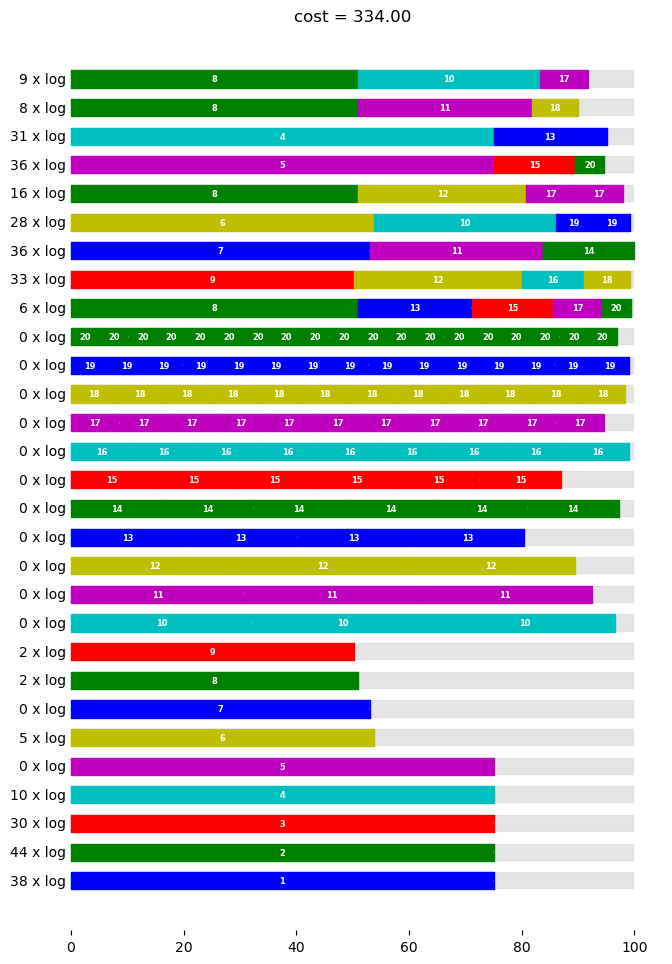 cost = 334.00
9 x log 8 10 17
8 x log 8 11 18
31 x log 4 13
36 x log 5 15 20
16 x log 8 12 17 17
28 x log 6 10 19 19
36 x log 7 11 14
33 x log 9 12 16 18
6 x log 8 13 15 17 20
0 x log 20 20 20 20 20 20 20 20 20 20 20 20 20 20 20 20 20 20 20
0 x log 19 19 19 19 19 19 19 19 19 19 19 19 19 19 19
0 x log 18 18 18 18 18 18 18 18 18 18 18 18
0 x log 17 17 17 17 17 17 17 17 17 17 17
0 x log 16 16 16 16 16 16 16 16 16
0 x log 15 15 15 15 15 15
0 x log 14 14 14 14 14 14
0 x log 13 13 13 13
0 x log 12 12 12
0 x log 11 11 11
0 x log 10 10 10
2 x log 9
2 x log 8
0 x log 7
5 x log 6
0 x log 5
10 x log 4
30 x log 3
44 x log 2
38 x log 1
0 20 40 60 80 100